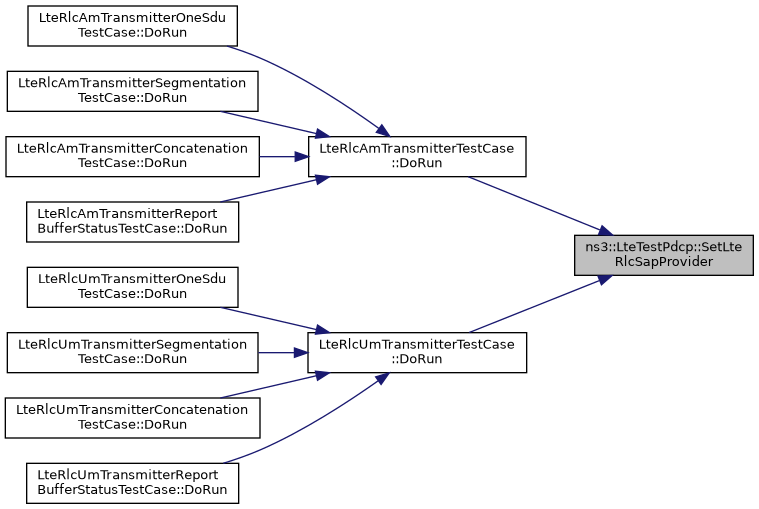 LteRlcAmTransmitterOneSdu
TestCase::DoRun
LteRlcAmTransmitterSegmentation
TestCase::DoRun
LteRlcAmTransmitterConcatenation
TestCase::DoRun
LteRlcAmTransmitterReport
BufferStatusTestCase::DoRun
LteRlcAmTransmitterTestCase
::DoRun
ns3::LteTestPdcp::SetLte
RlcSapProvider
LteRlcUmTransmitterOneSdu
TestCase::DoRun
LteRlcUmTransmitterSegmentation
TestCase::DoRun
LteRlcUmTransmitterConcatenation
TestCase::DoRun
LteRlcUmTransmitterReport
BufferStatusTestCase::DoRun
LteRlcUmTransmitterTestCase
::DoRun